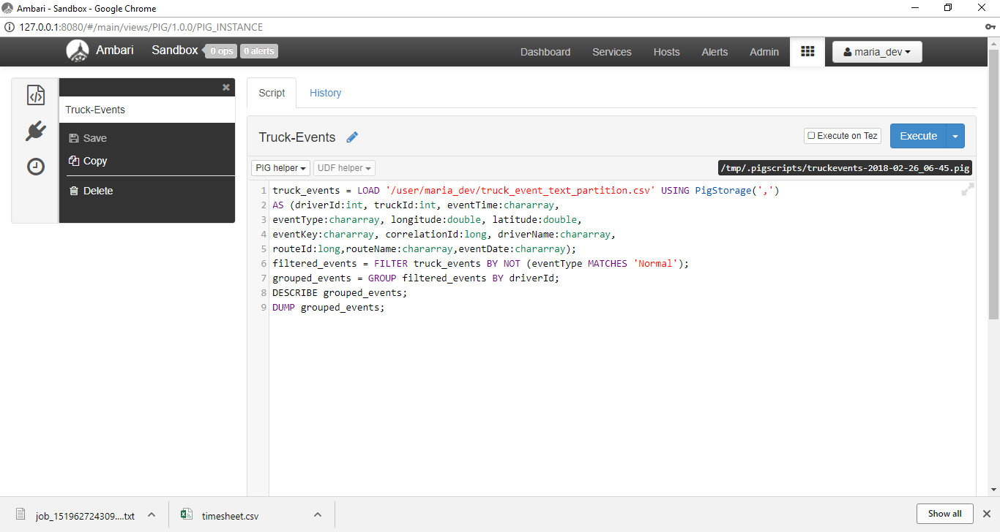 Ambari - Sandbox - Google Chrome
127.0.0.1:8080/#/main/views/PIG/1.0.0/PIG_INSTANCE
Ambari Sandbox 0 ops 0 alerts Dashboard Services Hosts Alerts Admin maria_dev
Truck-Events
Save
Copy
Delete
Script History
Truck-Events Execute on Tez Execute
PIG helper UDF helper /tmp/.pigscripts/truckevents-2018-02-26_06-45.pig
1 truck_events = LOAD '/user/maria_dev/truck_event_text_partition.csv' USING PigStorage(',')
2 AS (driverId:int, truckId:int, eventTime:chararray,
3 eventType:chararray, longitude:double, latitude:double,
4 eventKey:chararray, correlationId:long, driverName:chararray,
5 routeId:long,routeName:chararray,eventDate:chararray);
6 filtered_events = FILTER truck_events BY NOT (eventType MATCHES 'Normal');
7 grouped_events = GROUP filtered_events BY driverId;
8 DESCRIBE grouped_events;
9 DUMP grouped_events;
job_151962724309....txt timesheet.csv Show all